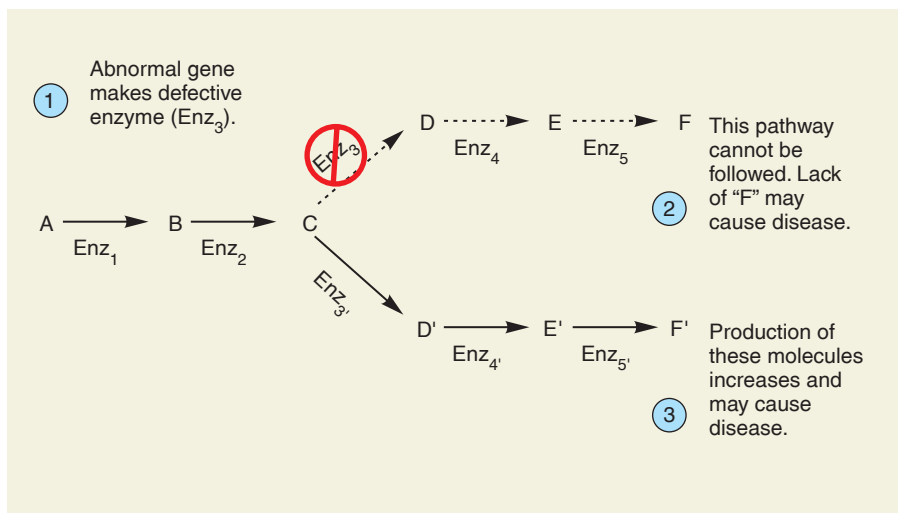 1
Abnormal gene
makes defective
enzyme (Enz₃).
Enz₃
D
Enz₄
E
Enz₅
F
This pathway
cannot be
followed. Lack
of “F” may
cause disease.
2
A
Enz₁
B
Enz₂
C
Enz₃'
D'
Enz₄'
E'
Enz₅'
F'
Production of
these molecules
increases and
may cause
disease.
3